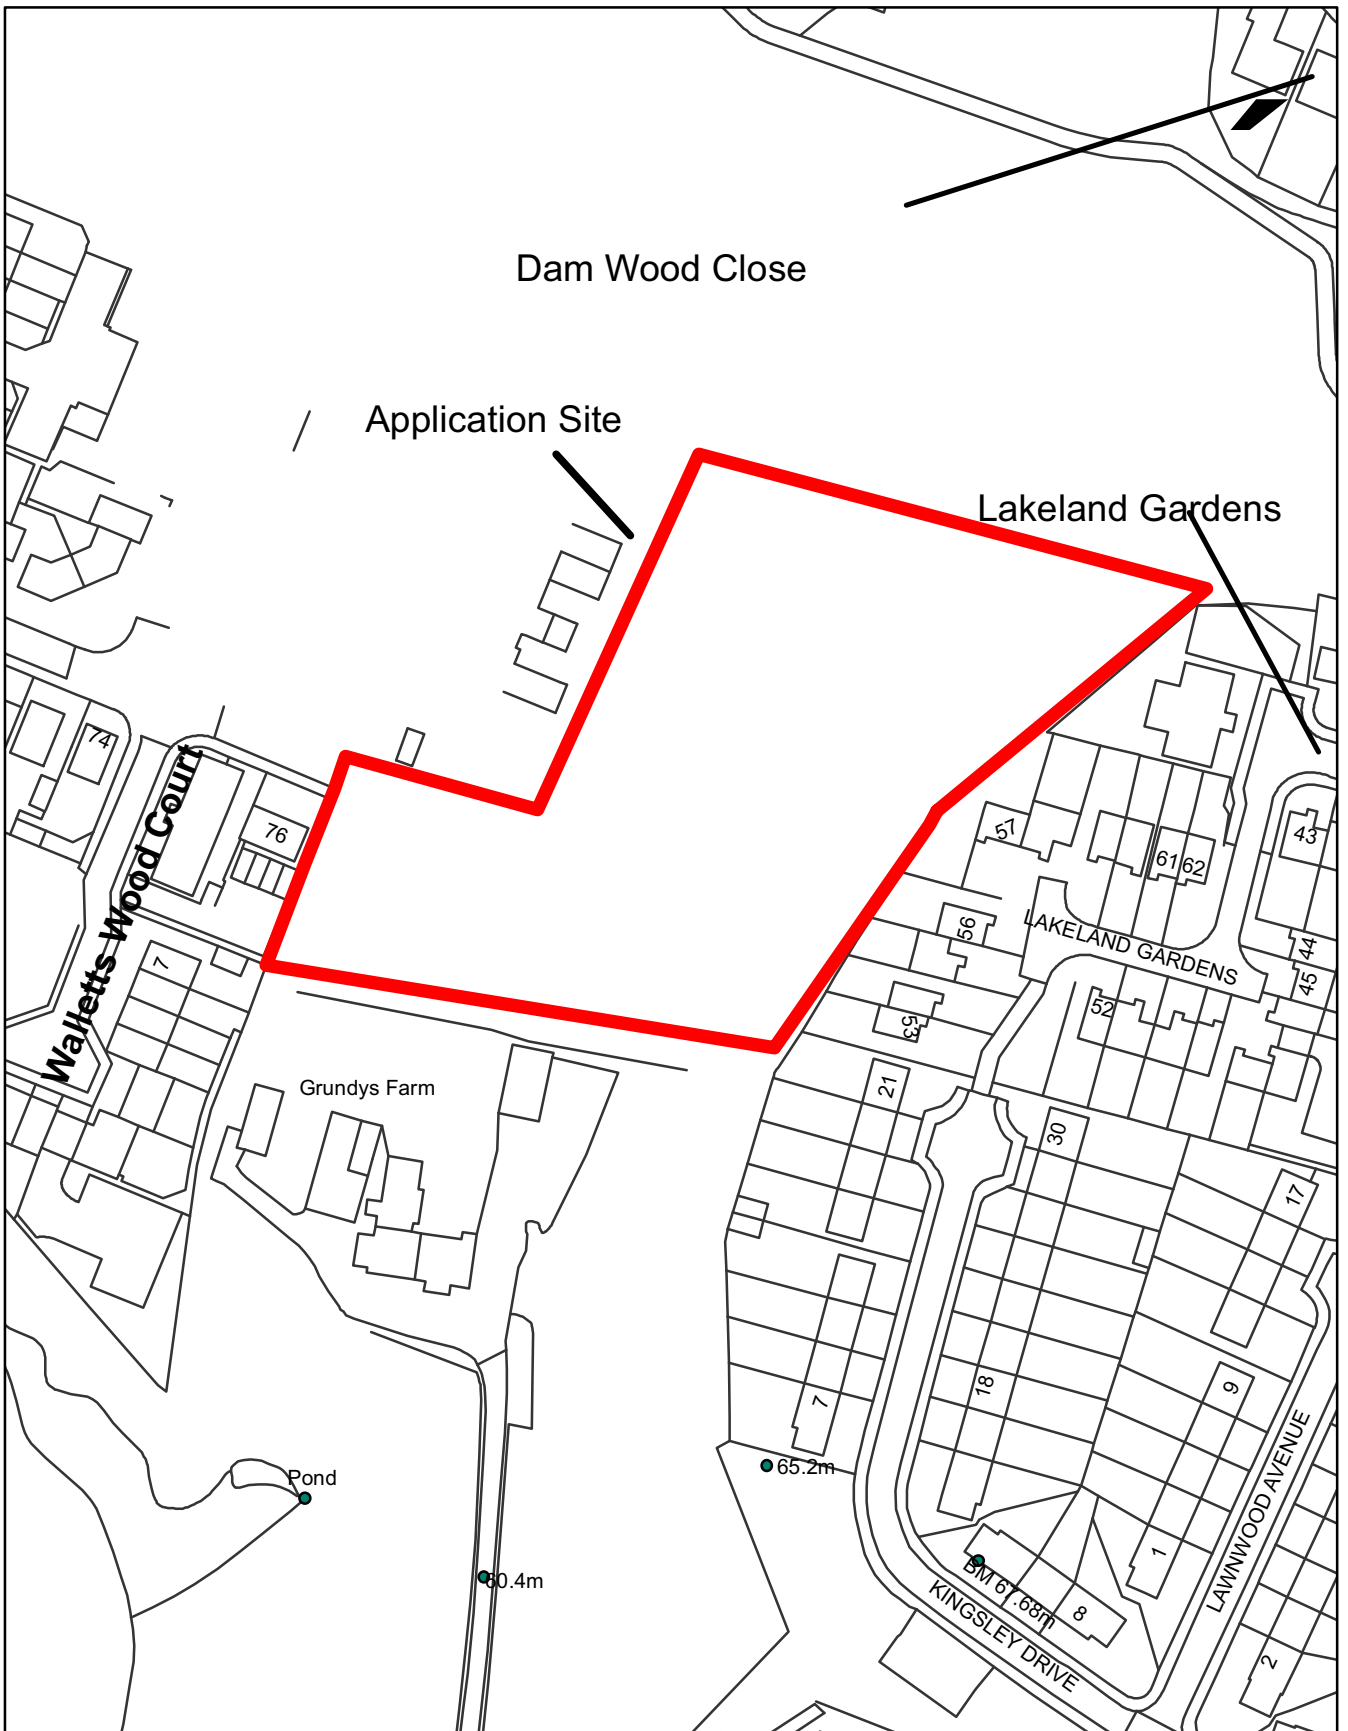 Dam Wood Close
Application Site
Lakeland Gardens
74
Walletts Wood Court
76
57
61 62
43
56
LAKELAND GARDENS
44
45
7
53
52
21
Grundys Farm
30
17
18
9
7
65.2m
Pond
60.4m
BM 67.68m
8
1
KINGSLEY DRIVE
LAWNWOOD AVENUE
2